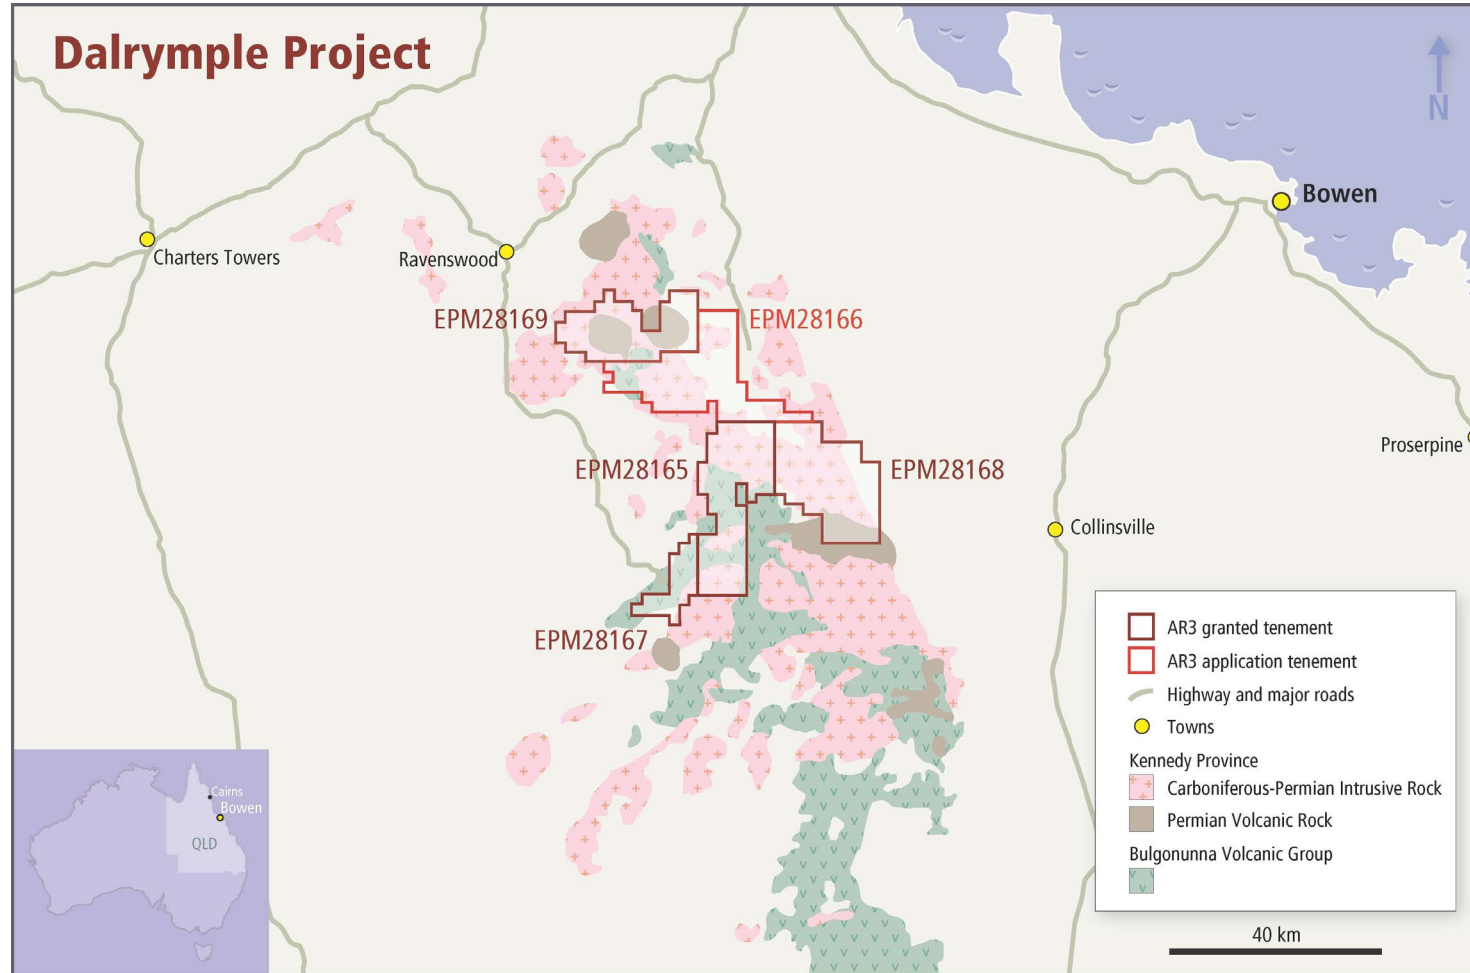 Dalrymple Project
N
Bowen
Charters Towers
Ravenswood
EPM28169
EPM28166
Proserpine
EPM28165
EPM28168
Collinsville
EPM28167
AR3 granted tenement
AR3 application tenement
Highway and major roads
Towns
Kennedy Province
Carboniferous-Permian Intrusive Rock
Permian Volcanic Rock
Bulgonunna Volcanic Group
40 km
Cairns
Bowen
QLD